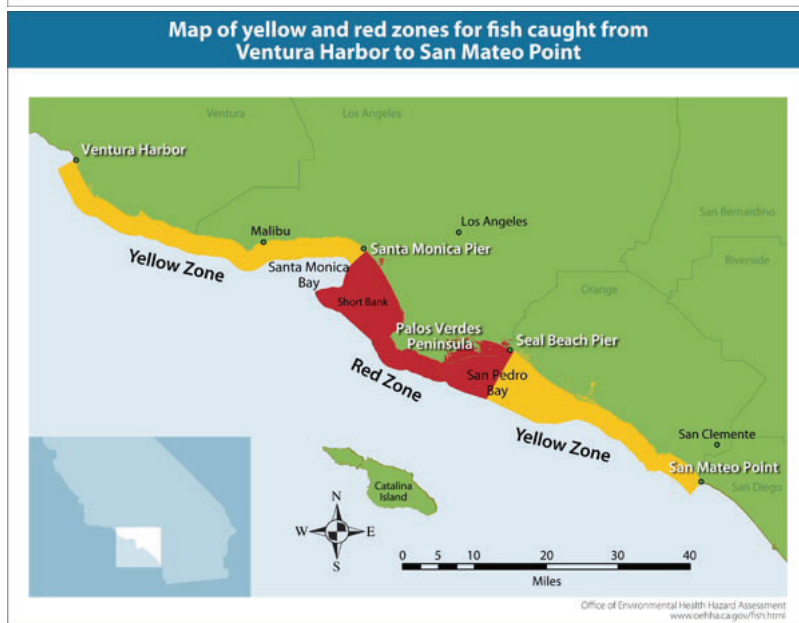 Map of yellow and red zones for fish caught from
Ventura Harbor to San Mateo Point
Ventura
Los Angeles
Ventura Harbor
Malibu
Los Angeles
Santa Monica Pier
San Bernardino
Yellow Zone
Santa Monica
Bay
Riverside
Short Bank
Orange
Palos Verdes
Peninsula
Seal Beach Pier
Red Zone
San Pedro
Bay
Yellow Zone
San Clemente
San Mateo Point
San Diego
Catalina
Island
N
W
E
S
0 5 10 20 30 40
Miles
Office of Environmental Health Hazard Assessment
www.oehha.ca.gov/fish.html